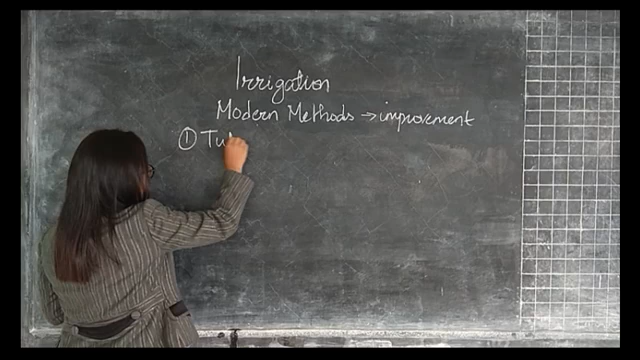 Irrigation
Modern Methods → improvement
① Tu